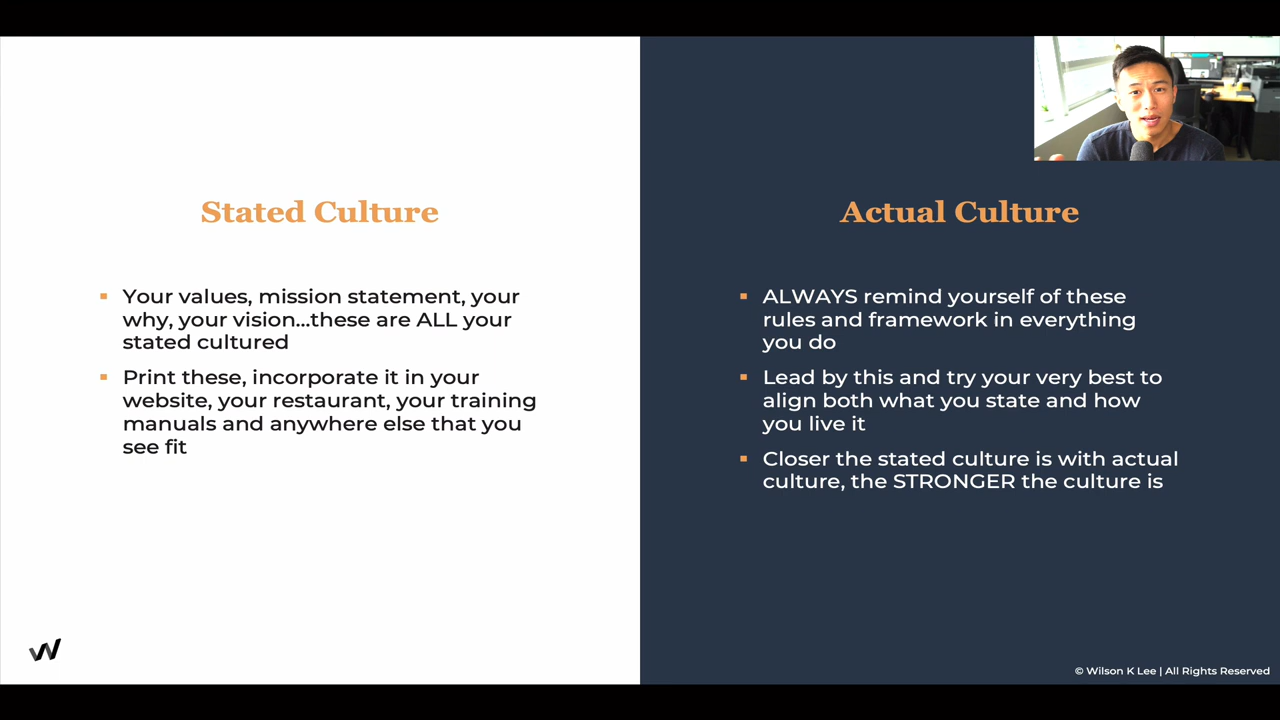 Stated Culture
Your values, mission statement, your
why, your vision...these are ALL your
stated cultured
Print these, incorporate it in your
website, your restaurant, your training
manuals and anywhere else that you
see fit
Actual Culture
ALWAYS remind yourself of these
rules and framework in everything
you do
Lead by this and try your very best to
align both what you state and how
you live it
Closer the stated culture is with actual
culture, the STRONGER the culture is
© Wilson K Lee | All Rights Reserved